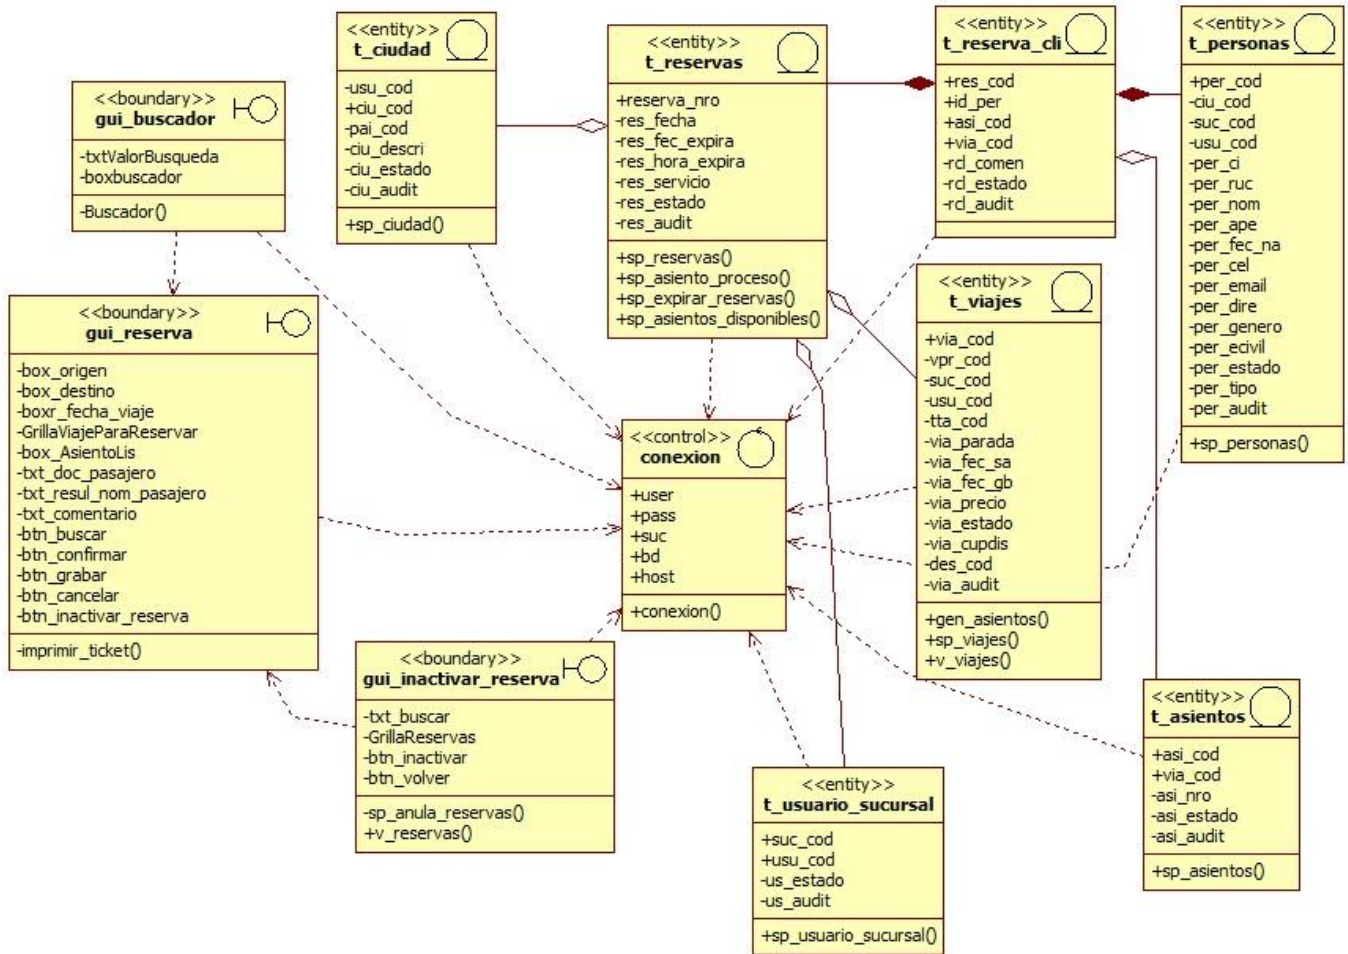 <<entity>>
t_ciudad
-usu_cod
+ciu_cod
-pai_cod
-ciu_descri
-ciu_estado
-ciu_audit
+sp_ciudad()
<<entity>>
t_reservas
+reserva_nro
-res_fecha
-res_fec_expira
-res_hora_expira
-res_servicio
-res_estado
-res_audit
+sp_reservas()
+sp_asiento_proceso()
+sp_expirar_reservas()
+sp_asientos_disponibles()
<<entity>>
t_reserva_cli
+res_cod
+id_per
+asi_cod
+via_cod
-rcl_comen
-rcl_estado
-rcl_audit
<<entity>>
t_personas
+per_cod
-ciu_cod
-suc_cod
-usu_cod
-per_ci
-per_ruc
-per_nom
-per_ape
-per_fec_na
-per_cel
-per_email
-per_dire
-per_genero
-per_ecivil
-per_estado
-per_tipo
-per_audit
+sp_personas()
<<boundary>>
gui_buscador
-txtValorBusqueda
-boxbuscador
-Buscador()
<<boundary>>
gui_reserva
-box_origen
-box_destino
-boxr_fecha_viaje
-GrillaViajeParaReservar
-box_AsientoLis
-txt_doc_pasajero
-txt_resul_nom_pasajero
-txt_comentario
-btn_buscar
-btn_confirmar
-btn_grabar
-btn_cancelar
-btn_inactivar_reserva
-imprimir_ticket()
<<control>>
conexion
+user
+pass
+suc
+bd
+host
+conexion()
<<entity>>
t_viajes
+via_cod
-vpr_cod
-suc_cod
-usu_cod
-tta_cod
-via_parada
-via_fec_sa
-via_fec_gb
-via_precio
-via_estado
-via_cupdis
-des_cod
-via_audit
+gen_asientos()
+sp_viajes()
+v_viajes()
<<boundary>>
gui_inactivar_reserva
-txt_buscar
-GrillaReservas
-btn_inactivar
-btn_volver
-sp_anula_reservas()
+v_reservas()
<<entity>>
t_usuario_sucursal
+suc_cod
+usu_cod
-us_estado
-us_audit
+sp_usuario_sucursal()
<<entity>>
t_asientos
+asi_cod
+via_cod
-asi_nro
-asi_estado
-asi_audit
+sp_asientos()